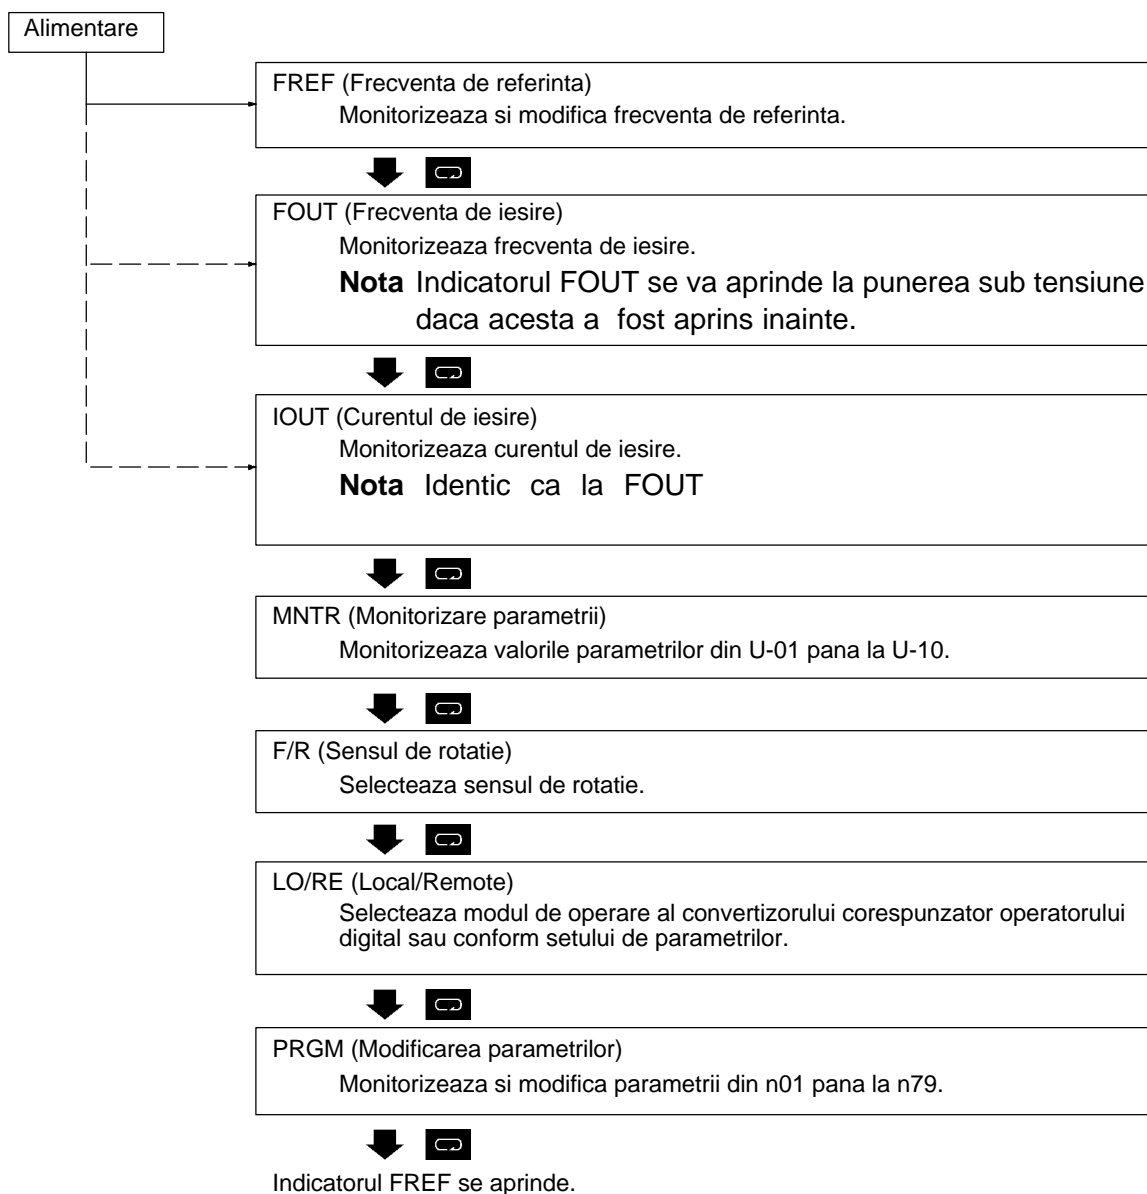 Alimentare
FREF (Frecventa de referinta)
Monitorizeaza si modifica frecventa de referinta.
FOUT (Frecventa de iesire)
Monitorizeaza frecventa de iesire.
Nota Indicatorul FOUT se va aprinde la punerea sub tensiune
daca acesta a fost aprins inainte.
IOUT (Curentul de iesire)
Monitorizeaza curentul de iesire.
Nota Identic ca la FOUT
MNTR (Monitorizare parametrii)
Monitorizeaza valorile parametrilor din U-01 pana la U-10.
F/R (Sensul de rotatie)
Selecteaza sensul de rotatie.
LO/RE (Local/Remote)
Selecteaza modul de operare al convertizorului corespunzator operatorului
digital sau conform setului de parametrilor.
PRGM (Modificarea parametrilor)
Monitorizeaza si modifica parametrii din n01 pana la n79.
Indicatorul FREF se aprinde.